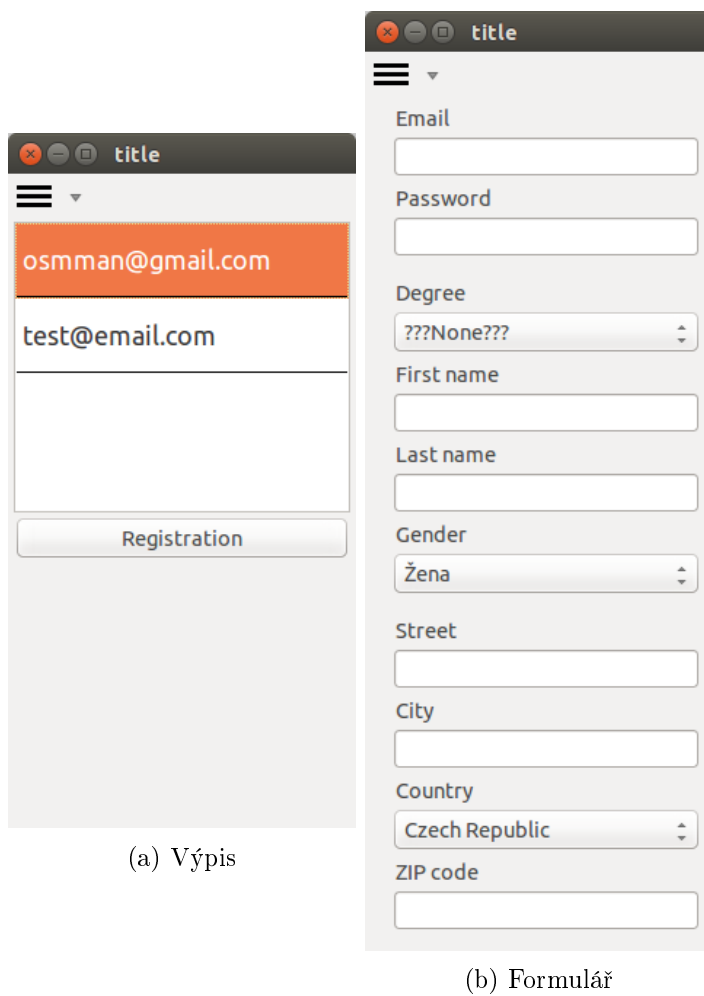 title
osmman@gmail.com
test@email.com
Registration
(a) Výpis
title
Email
Password
Degree
???None???
First name
Last name
Gender
Žena
Street
City
Country
Czech Republic
ZIP code
(b) Formulář